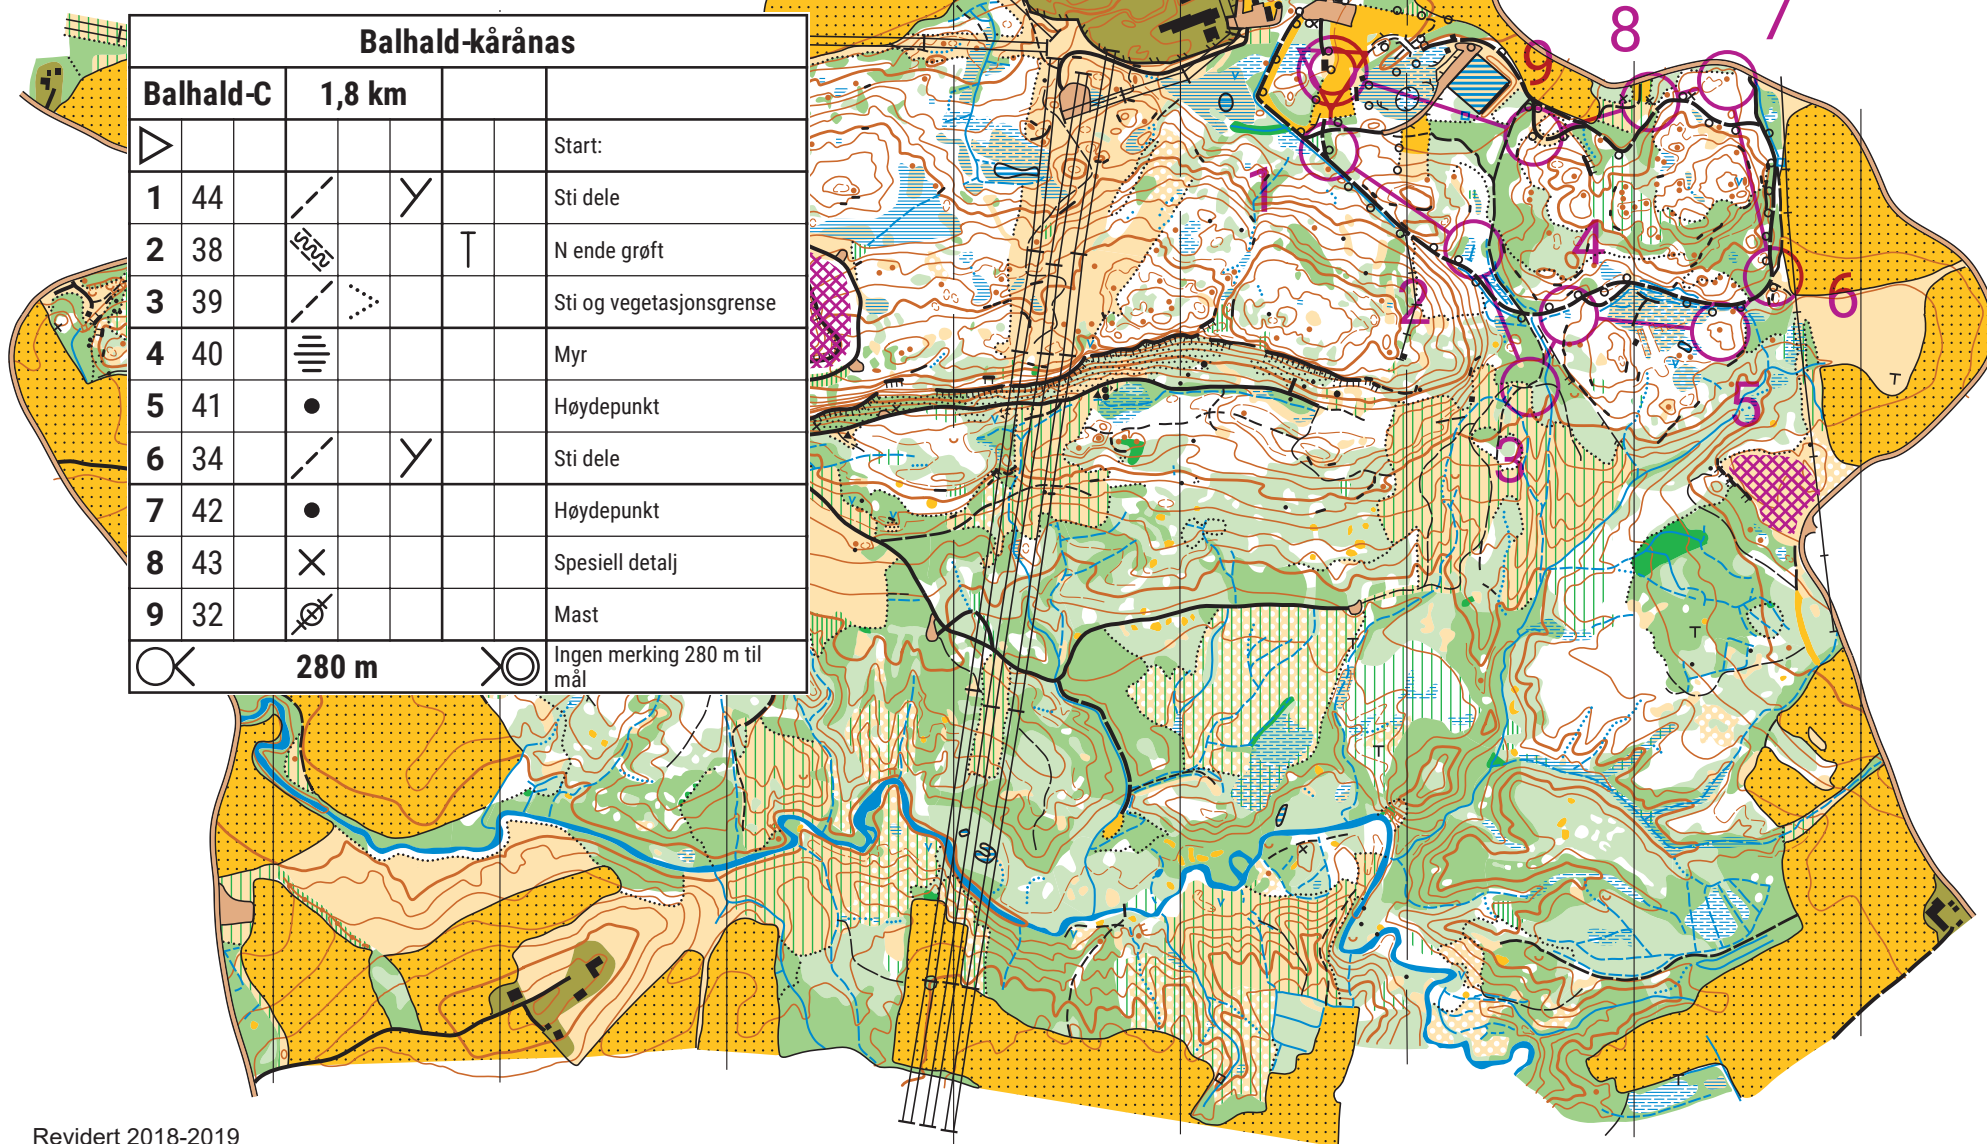 Balhald-kårånas
Balhald-C 1,8 km
Start:
1 44 Sti dele
2 38 N ende grøft
3 39 Sti og vegetasjonsgrense
4 40 Myr
5 41 Høydepunkt
6 34 Sti dele
7 42 Høydepunkt
8 43 Spesiell detalj
9 32 Mast
280 m Ingen merking 280 m til
mål
8
7
9
1
4
2
6
5
3
Revidert 2018-2019